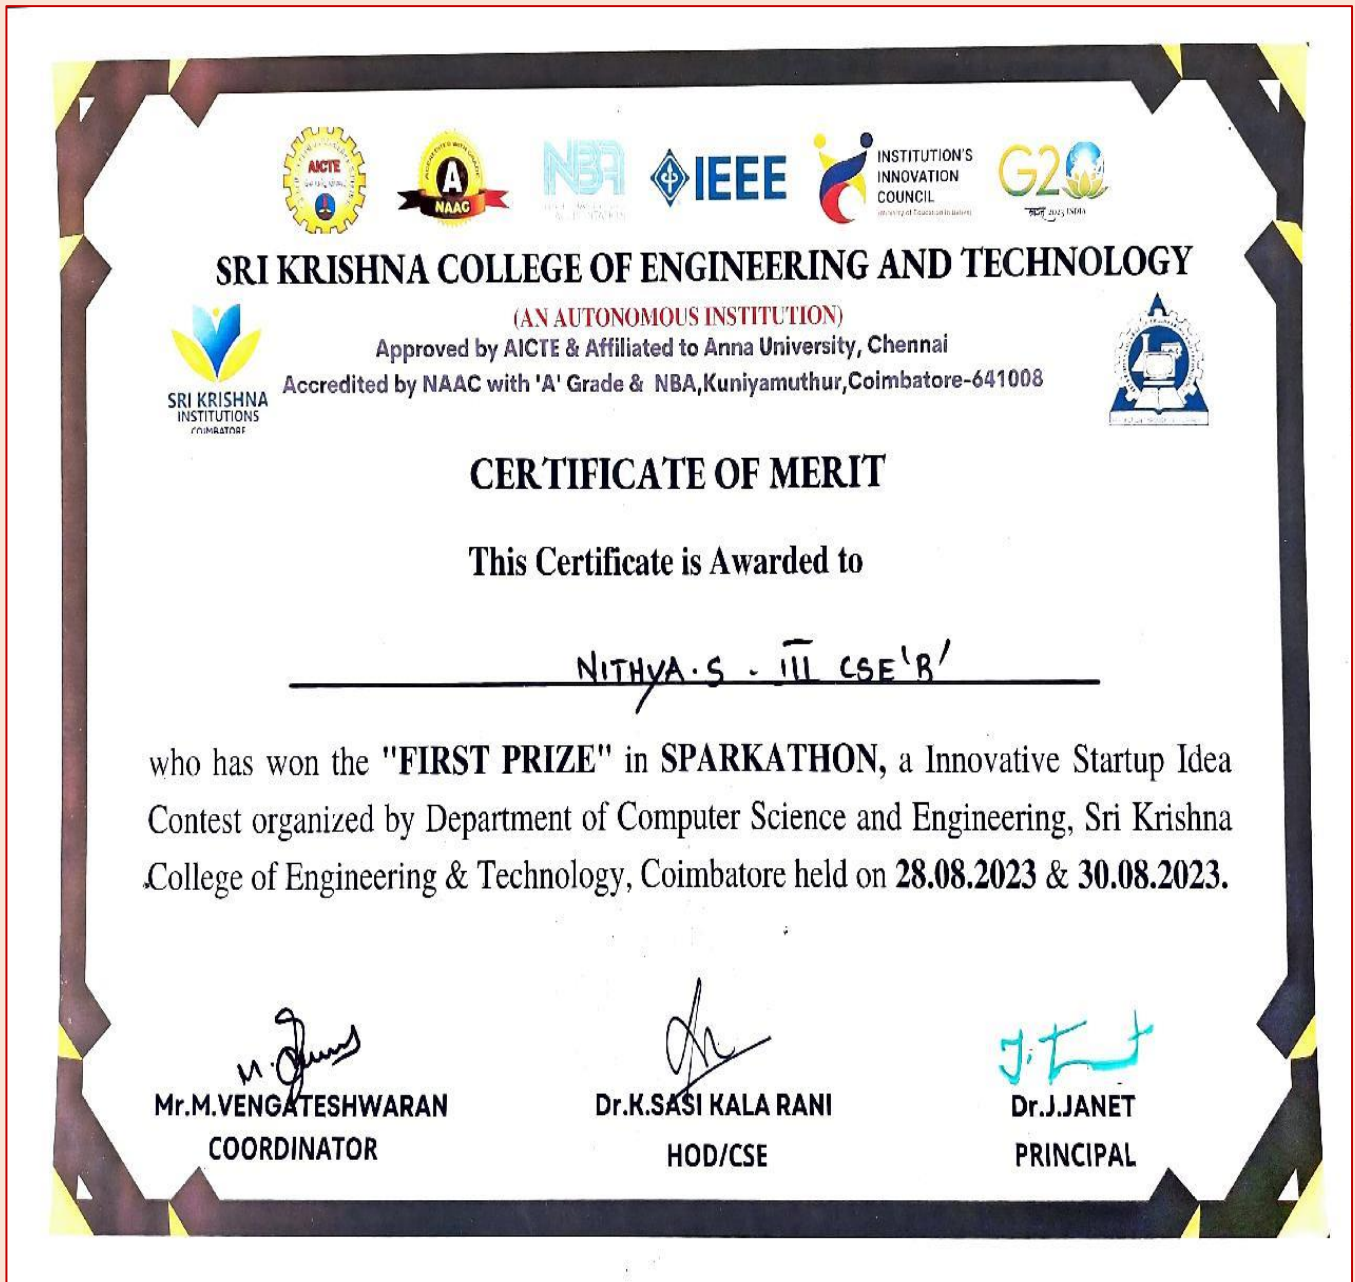 AICTE
A
NAAC
NBA
IEEE
INSTITUTION'S
INNOVATION
COUNCIL
G20
2023 INDIA
SRI KRISHNA COLLEGE OF ENGINEERING AND TECHNOLOGY
(AN AUTONOMOUS INSTITUTION)
Approved by AICTE & Affiliated to Anna University, Chennai
Accredited by NAAC with 'A' Grade & NBA,Kuniyamuthur,Coimbatore-641008
SRI KRISHNA
INSTITUTIONS
COIMBATORE
CERTIFICATE OF MERIT
This Certificate is Awarded to
NITHYA.S - III CSE 'B'
who has won the "FIRST PRIZE" in SPARKATHON, a Innovative Startup Idea
Contest organized by Department of Computer Science and Engineering, Sri Krishna
College of Engineering & Technology, Coimbatore held on 28.08.2023 & 30.08.2023.
Mr.M.VENGATESHWARAN
COORDINATOR
Dr.K.SASI KALA RANI
HOD/CSE
Dr.J.JANET
PRINCIPAL